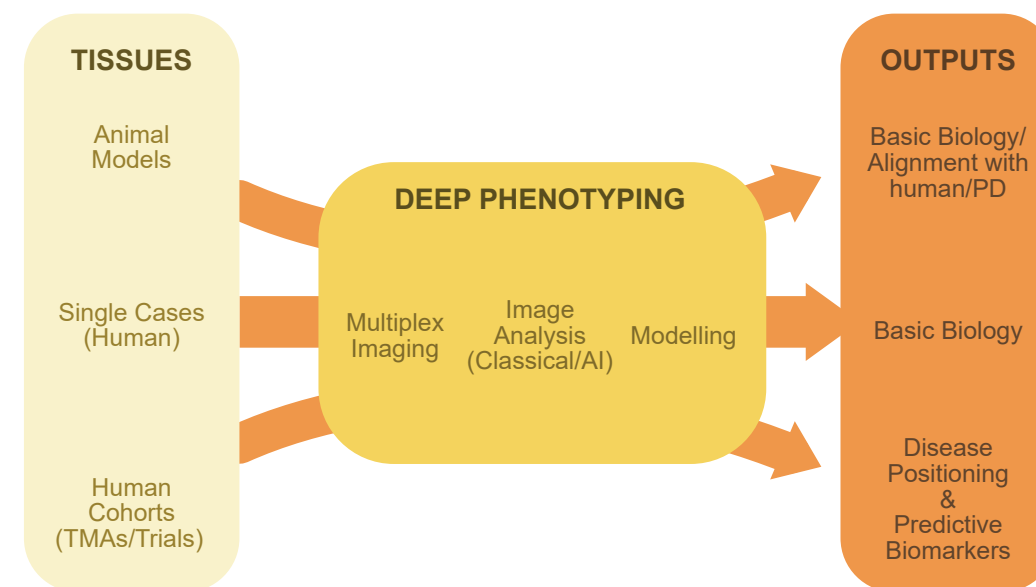 TISSUES
Animal
Models
Single Cases
(Human)
Human
Cohorts
(TMAs/Trials)
DEEP PHENOTYPING
Multiplex
Imaging
Image
Analysis
(Classical/AI)
Modelling
OUTPUTS
Basic Biology/
Alignment with
human/PD
Basic Biology
Disease
Positioning
&
Predictive
Biomarkers